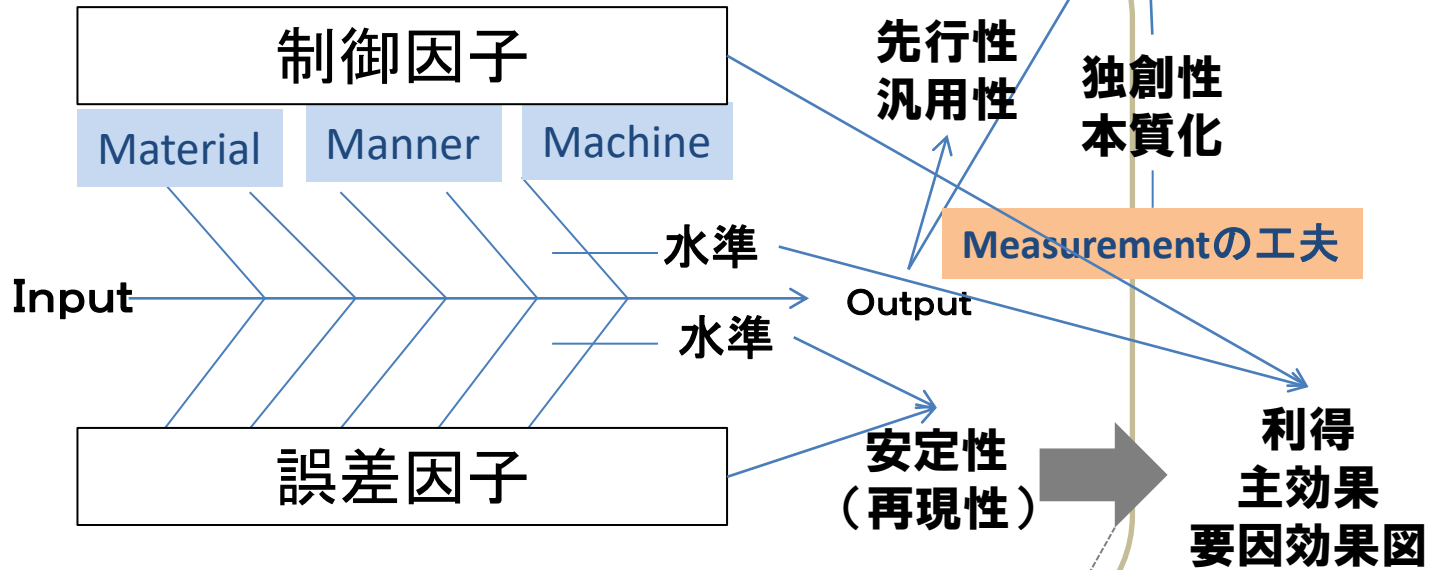 制御因子
先行性
汎用性
独創性
本質化
Material
Manner
Machine
水準
Measurementの工夫
Input
Output
水準
誤差因子
安定性
（再現性）
利得
主効果
要因効果図